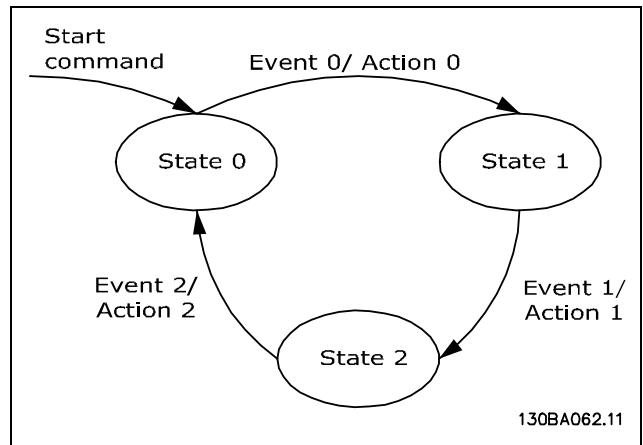 Start
command
Event 0/ Action 0
State 0
State 1
Event 2/
Action 2
Event 1/
Action 1
State 2
130BA062.11